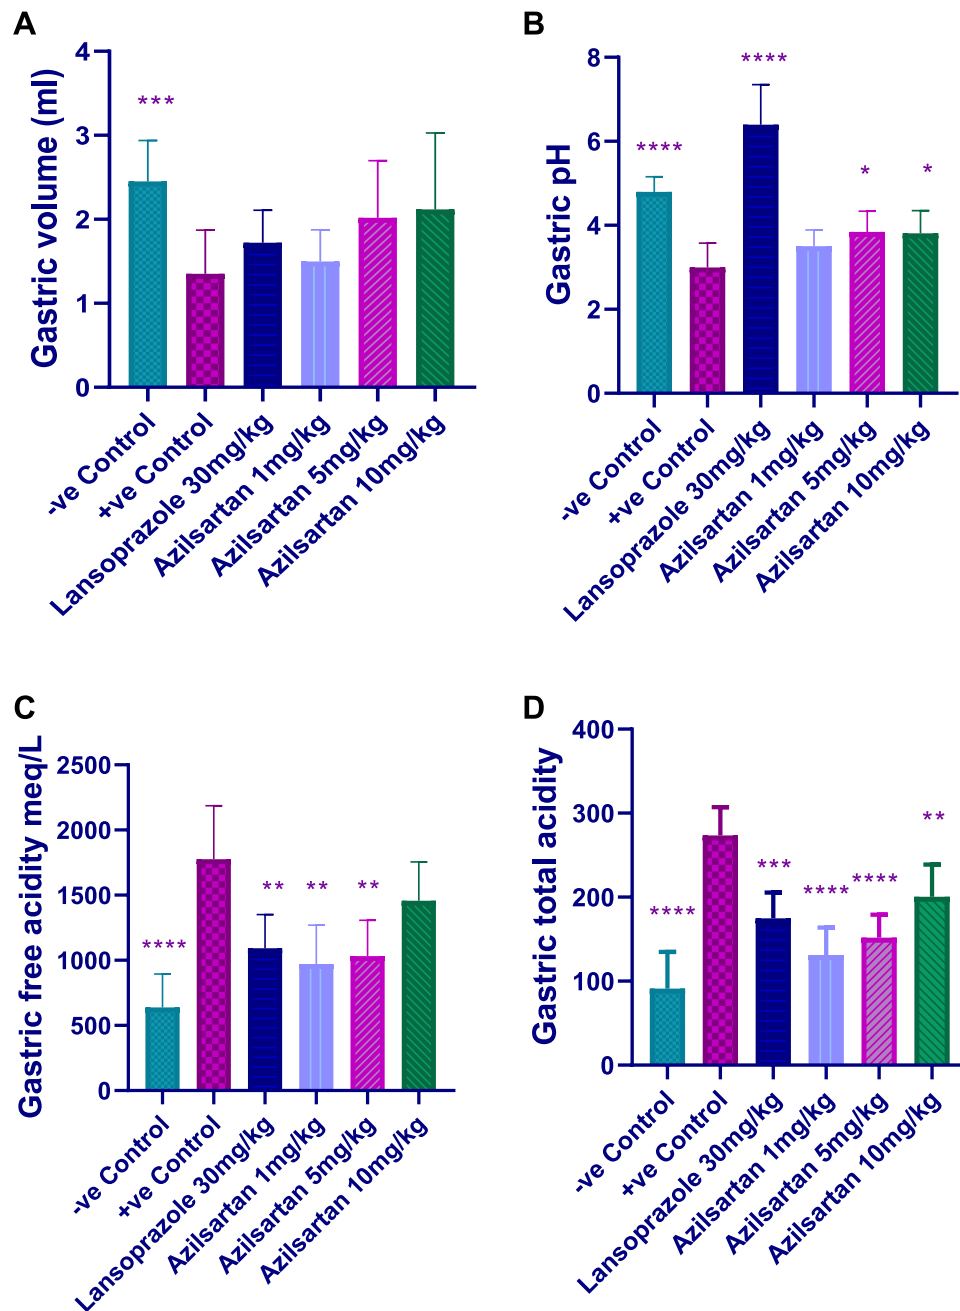 A
Gastric volume (ml)
4
3
2
1
0
***
-ve Control
+ve Control
Lansoprazole 30mg/kg
Azilsartan 1mg/kg
Azilsartan 5mg/kg
Azilsartan 10mg/kg
B
Gastric pH
8
6
4
2
0
****
****
*
*
-ve Control
+ve Control
Lansoprazole 30mg/kg
Azilsartan 1mg/kg
Azilsartan 5mg/kg
Azilsartan 10mg/kg
C
Gastric free acidity meq/L
2500
2000
1500
1000
500
0
****
**
**
**
-ve Control
+ve Control
Lansoprazole 30mg/kg
Azilsartan 1mg/kg
Azilsartan 5mg/kg
Azilsartan 10mg/kg
D
Gastric total acidity
400
300
200
100
0
****
***
****
****
**
-ve Control
+ve Control
Lansoprazole 30mg/kg
Azilsartan 1mg/kg
Azilsartan 5mg/kg
Azilsartan 10mg/kg